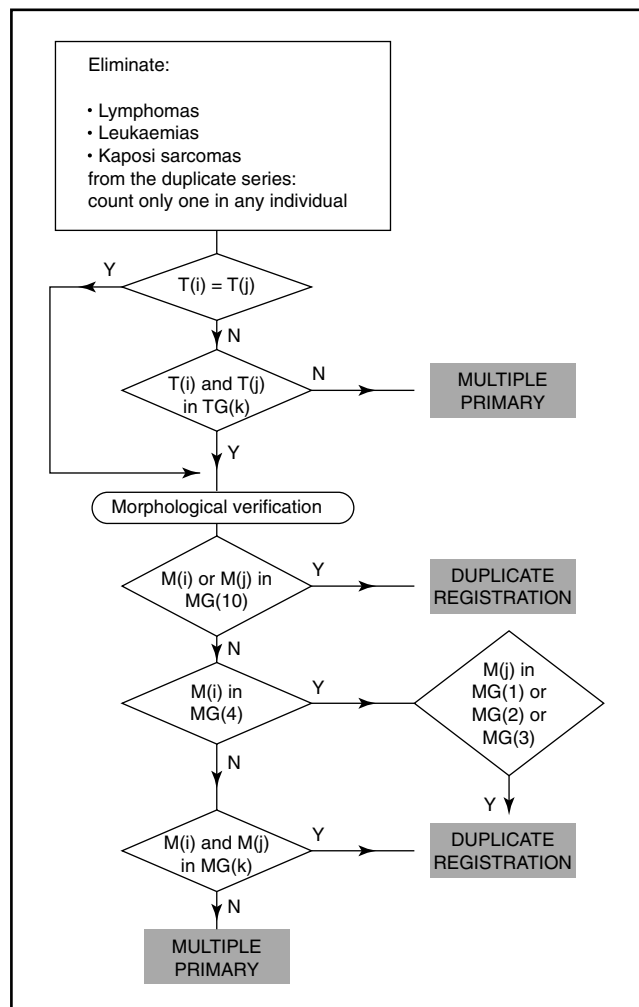 Eliminate:
• Lymphomas
• Leukaemias
• Kaposi sarcomas
from the duplicate series:
count only one in any individual
Y
T(i) = T(j)
N
T(i) and T(j)
in TG(k)
N
MULTIPLE
PRIMARY
Y
Morphological verification
M(i) or M(j) in
MG(10)
Y
DUPLICATE
REGISTRATION
N
M(i) in
MG(4)
Y
M(j) in
MG(1) or
MG(2) or
MG(3)
N
Y
M(i) and M(j)
in MG(k)
Y
DUPLICATE
REGISTRATION
N
MULTIPLE
PRIMARY